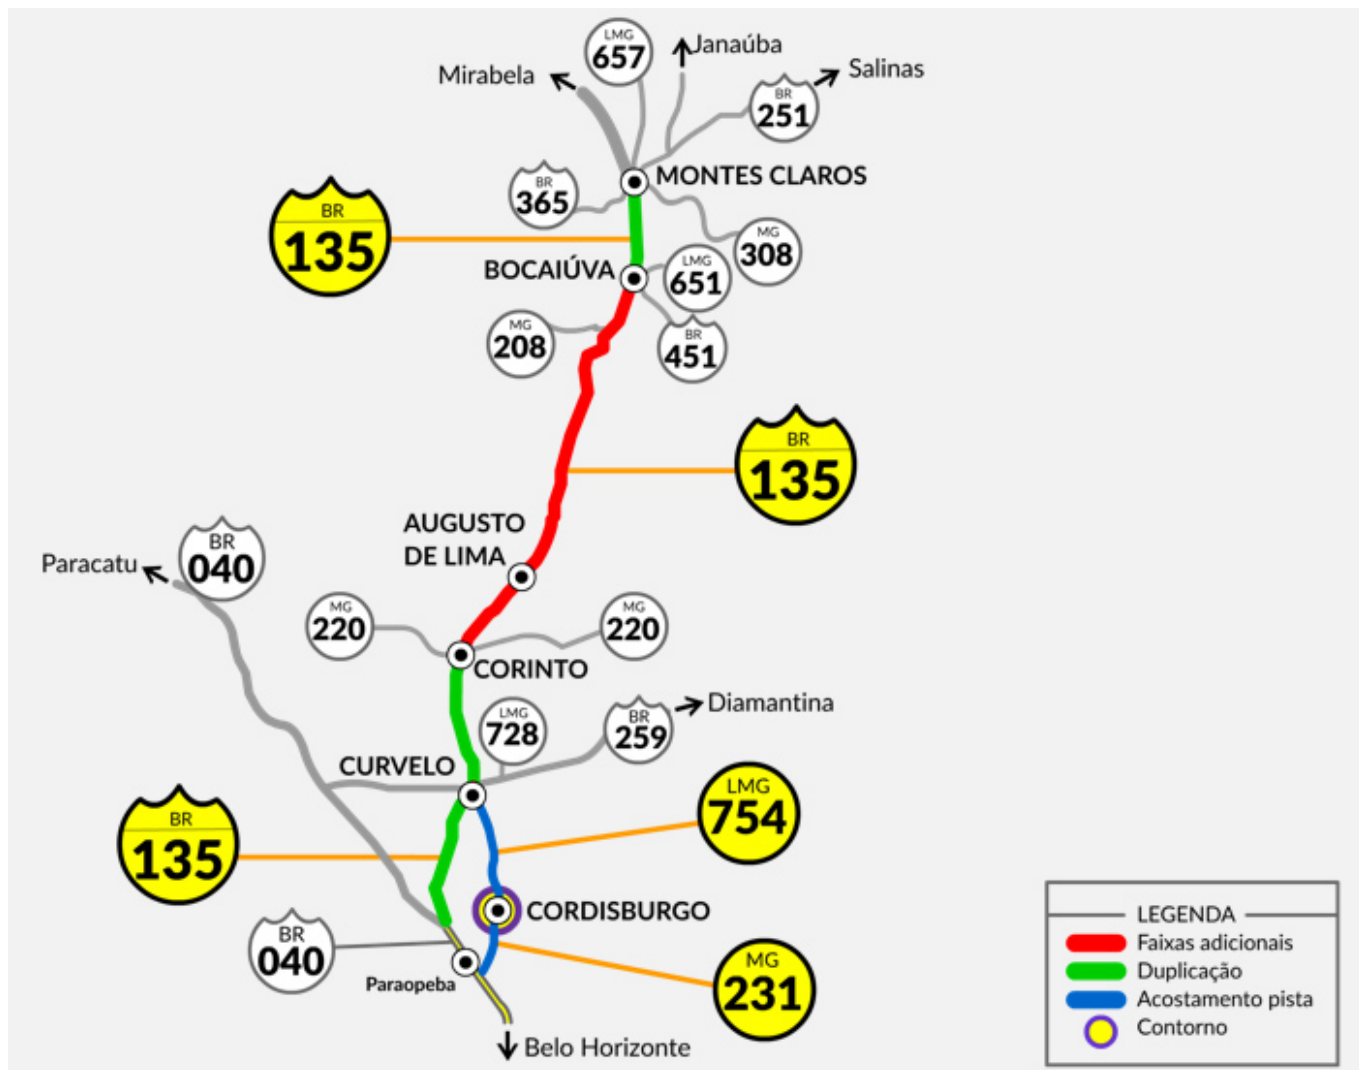 LMG
657
Janaúba
Mirabela
Salinas
BR
251
MONTES CLAROS
BR
365
BR
135
MG
308
BOCAIÚVA
LMG
651
MG
208
BR
451
BR
135
AUGUSTO
DE LIMA
BR
040
Paracatu
MG
220
MG
220
CORINTO
Diamantina
LMG
728
BR
259
CURVELO
LMG
754
BR
135
CORDISBURGO
BR
040
MG
231
Paraopeba
Belo Horizonte
LEGENDA
Faixas adicionais
Duplicação
Acostamento pista
Contorno